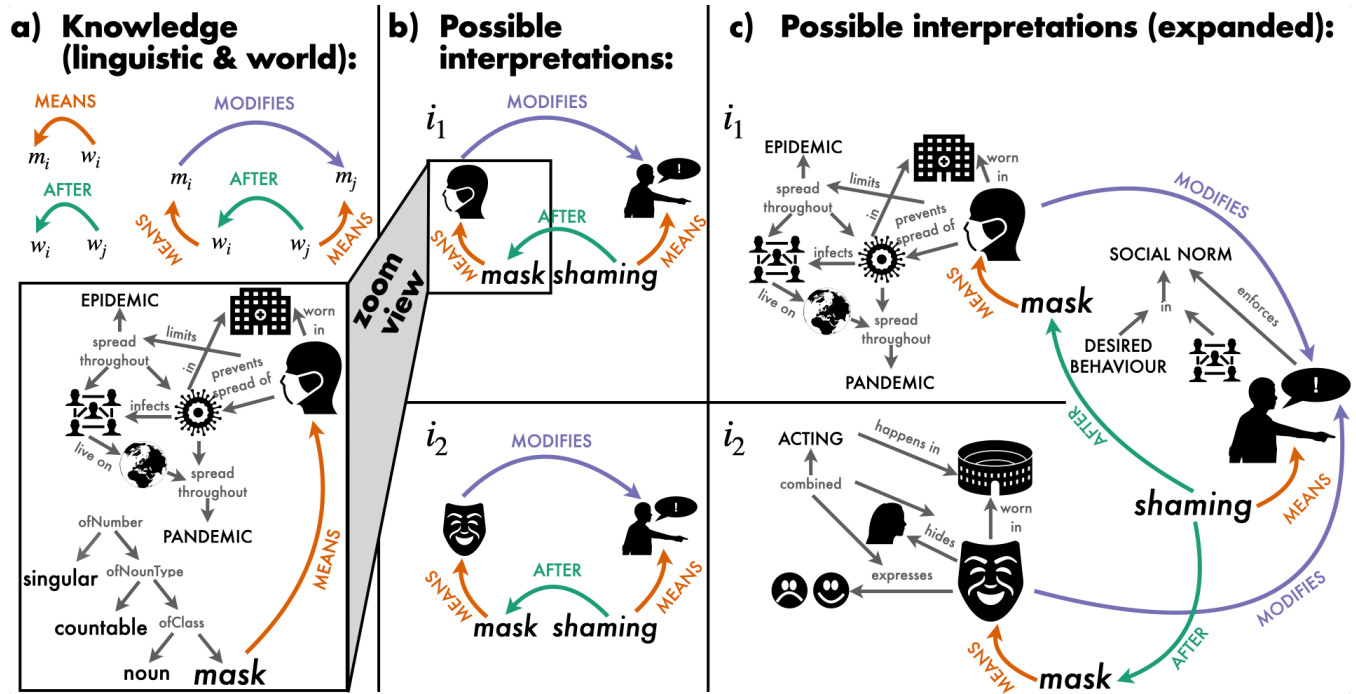 a) Knowledge
(linguistic & world):
MEANS
m_i w_i
AFTER
w_i w_j
MODIFIES
m_i m_j
AFTER
MEANS w_i w_j MEANS
EPIDEMIC
limits
worn
in
spread
throughout
in
prevents
spread of
infects
live on
spread
throughout
PANDEMIC
ofNumber
singular
ofNounType
countable
ofClass
noun
mask
MEANS
zoom
view
b) Possible
interpretations:
i_1
MODIFIES
!
AFTER
MEANS
MEANS
mask shaming
i_2
MODIFIES
!
AFTER
MEANS
MEANS
mask shaming
c) Possible interpretations (expanded):
i_1
EPIDEMIC
limits
worn
in
spread
throughout
in
prevents
spread of
infects
live on
spread
throughout
PANDEMIC
MEANS
mask
MODIFIES
SOCIAL NORM
in
enforces
DESIRED
BEHAVIOUR
!
AFTER
shaming
MEANS
i_2
ACTING
happens in
combined
worn
in
hides
expresses
MODIFIES
AFTER
MEANS
mask